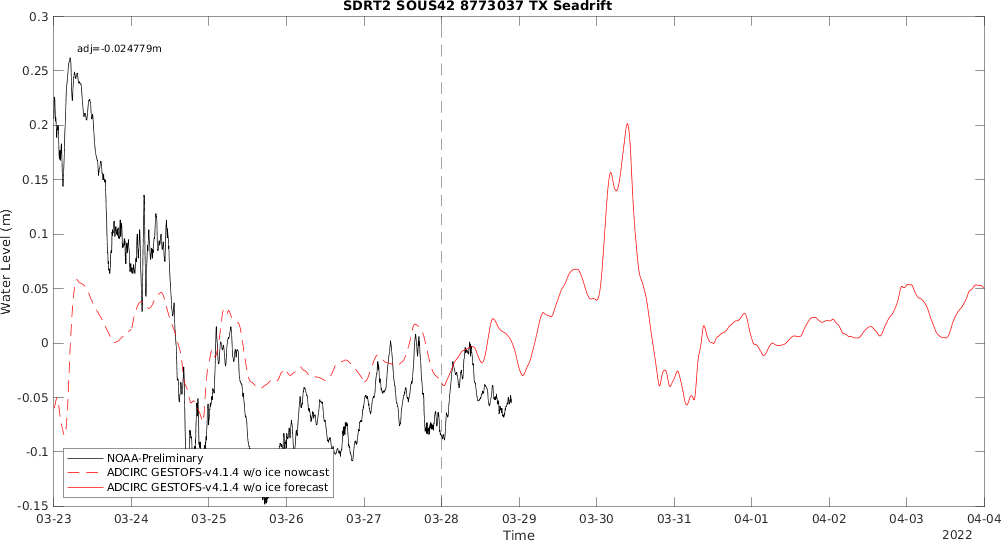 SDRT2 SOUS42 8773037 TX Seadrift
adj=-0.024779m
Water Level (m)
0.3
0.25
0.2
0.15
0.1
0.05
0
-0.05
-0.1
-0.15
NOAA-Preliminary
ADCIRC GESTOFS-v4.1.4 w/o ice nowcast
ADCIRC GESTOFS-v4.1.4 w/o ice forecast
03-23 03-24 03-25 03-26 03-27 03-28 03-29 03-30 03-31 04-01 04-02 04-03 04-04
Time
2022